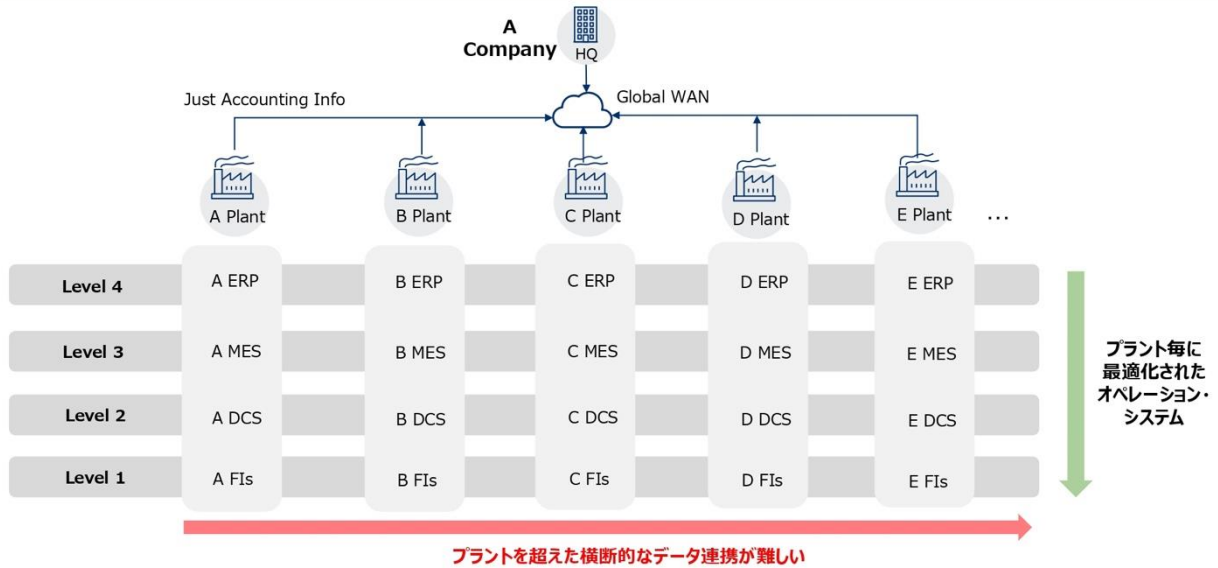 A
Company
HQ
Just Accounting Info
Global WAN
A Plant
B Plant
C Plant
D Plant
E Plant
...
Level 4
A ERP
B ERP
C ERP
D ERP
E ERP
Level 3
A MES
B MES
C MES
D MES
E MES
Level 2
A DCS
B DCS
C DCS
D DCS
E DCS
Level 1
A FIs
B FIs
C FIs
D FIs
E FIs
プラント毎に
最適化された
オペレーション・
システム
プラントを超えた横断的なデータ連携が難しい